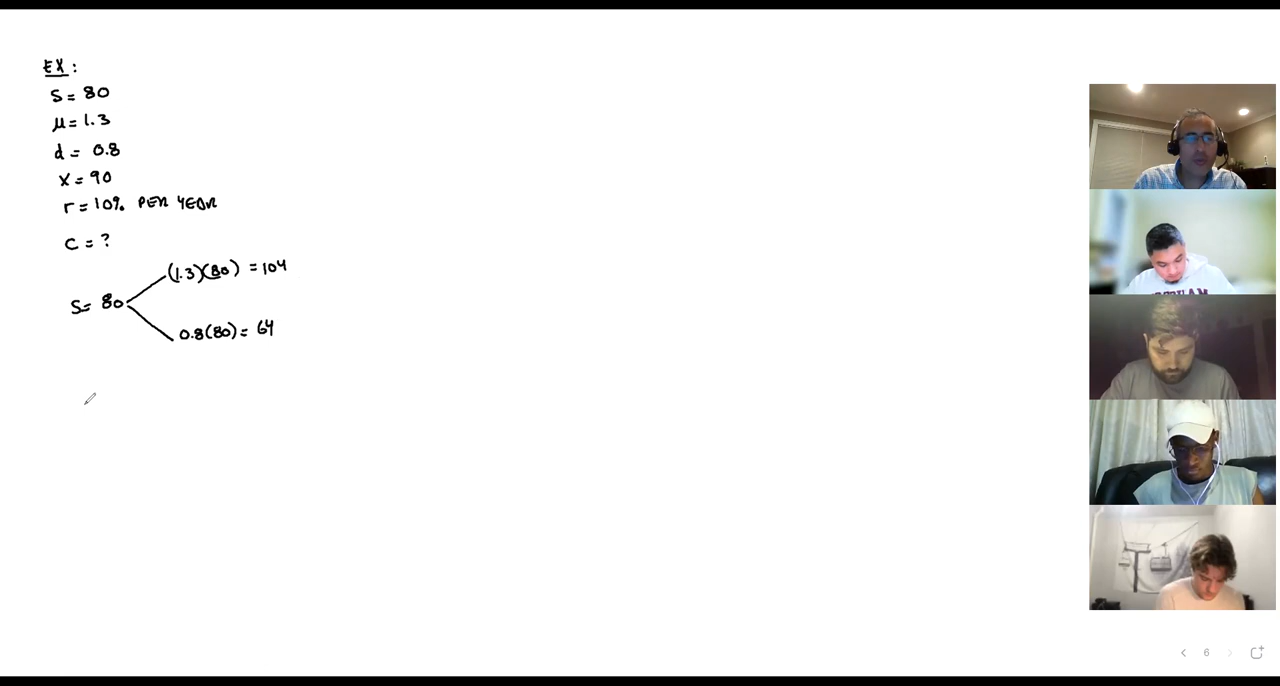 EX:
S = 80
μ = 1.3
d = 0.8
X = 90
r = 10% PER YEAR
C = ?
(1.3)(80) = 104
S = 80
0.8(80) = 64
6